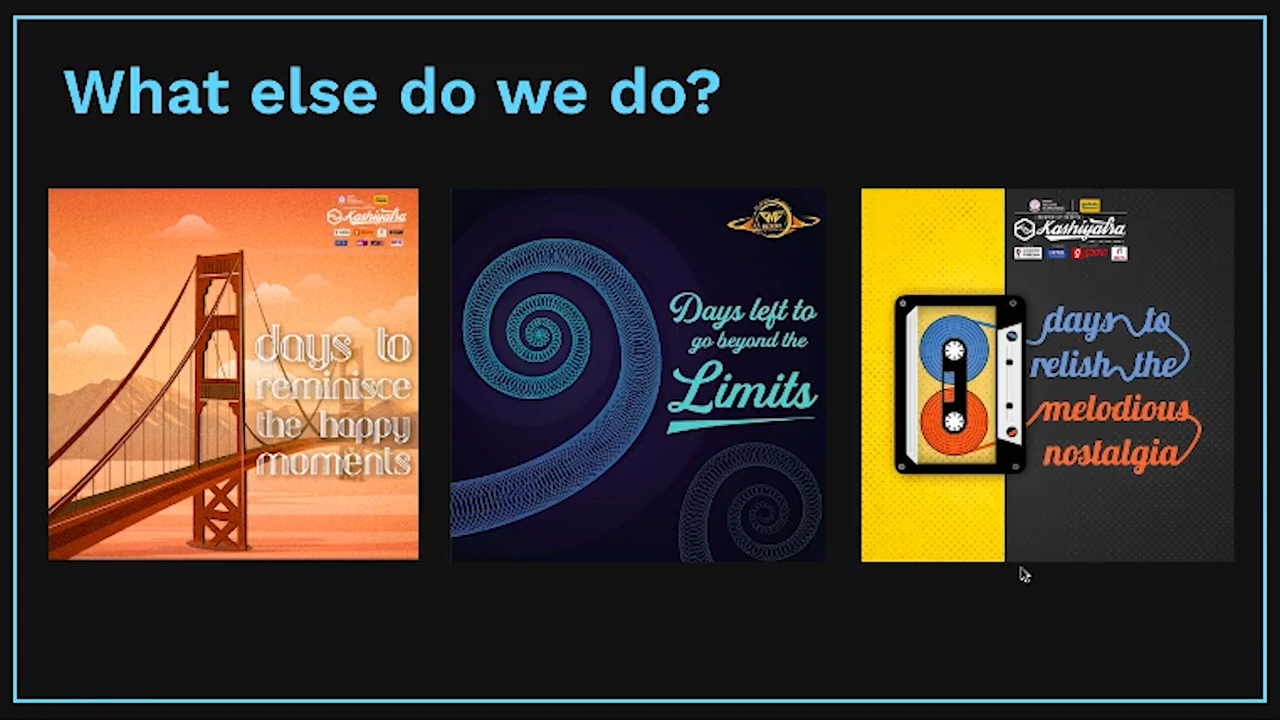 What else do we do?
Kashiyatra
days to
reminisce
the happy
moments
Days left to
go beyond the
Limits
Kashiyatra
days to
relish the
melodious
nostalgia